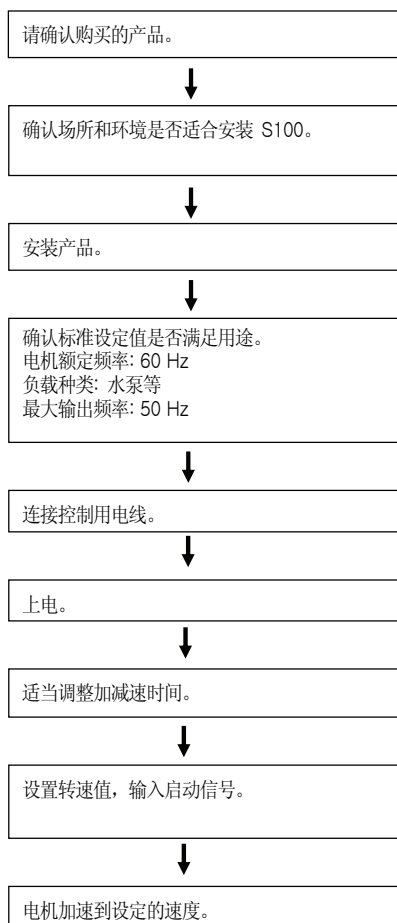 请确认购买的产品。
确认场所和环境是否适合安装 S100。
安装产品。
确认标准设定值是否满足用途。
电机额定频率: 60 Hz
负载种类: 水泵等
最大输出频率: 50 Hz
连接控制用电线。
上电。
适当调整加减速时间。
设置转速值，输入启动信号。
电机加速到设定的速度。